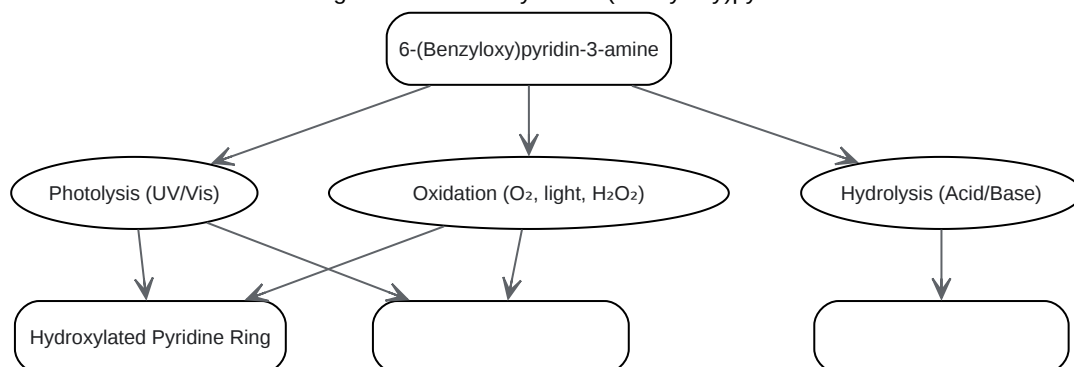 6-(Benzyloxy)pyridin-3-amine
Photolysis (UV/Vis)
Oxidation (O₂, light, H₂O₂)
Hydrolysis (Acid/Base)
Hydroxylated Pyridine Ring